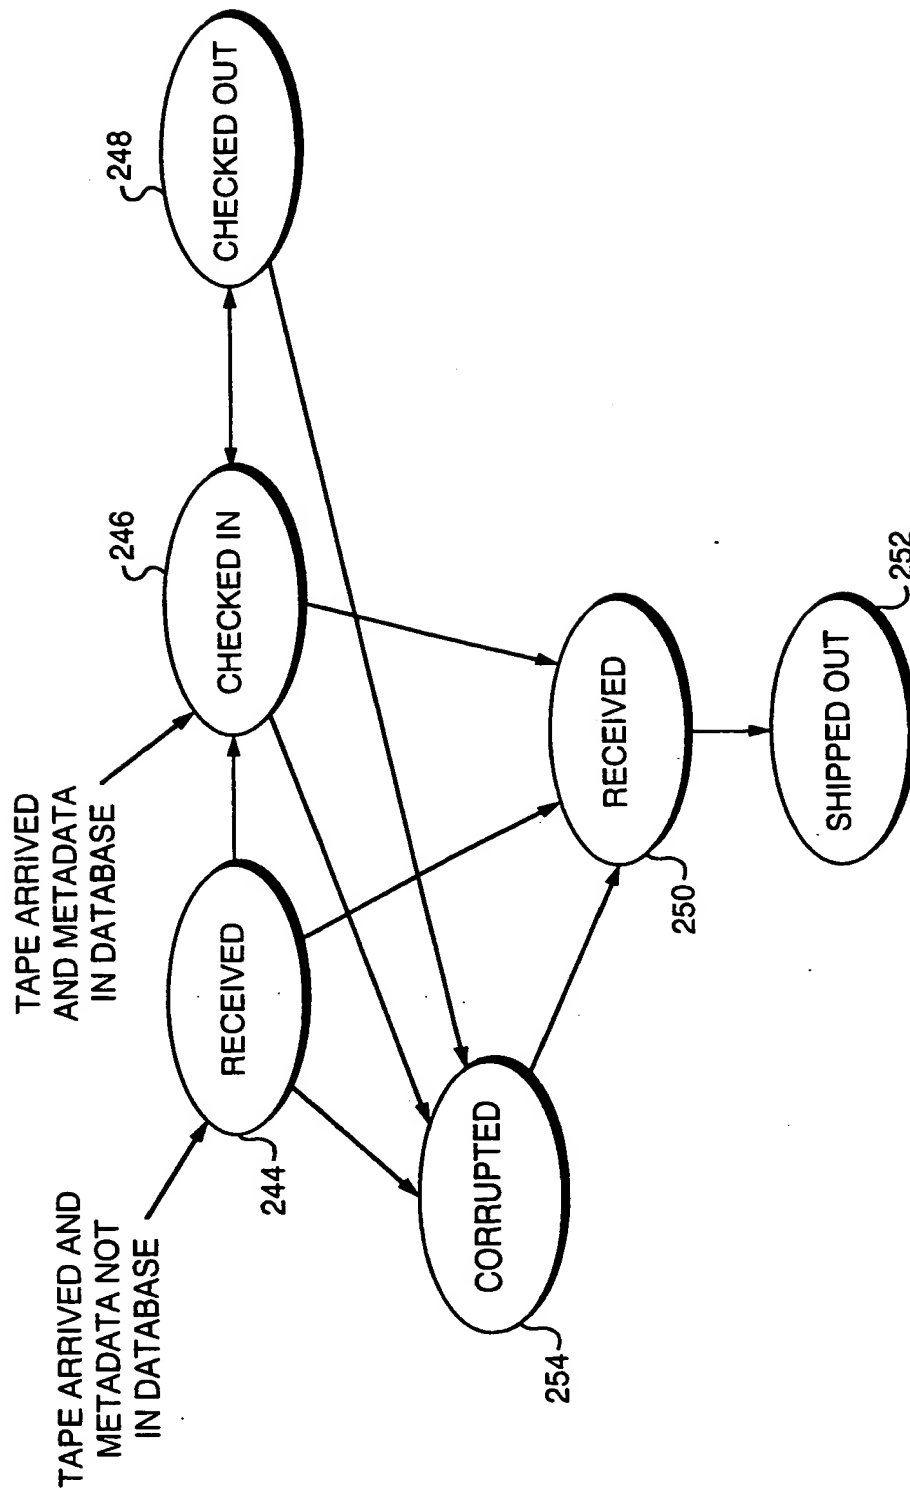 TAPE ARRIVED AND
METADATA NOT
IN DATABASE
TAPE ARRIVED
AND METADATA
IN DATABASE
244
RECEIVED
246
CHECKED IN
248
CHECKED OUT
254
CORRUPTED
250
RECEIVED
SHIPPED OUT
252